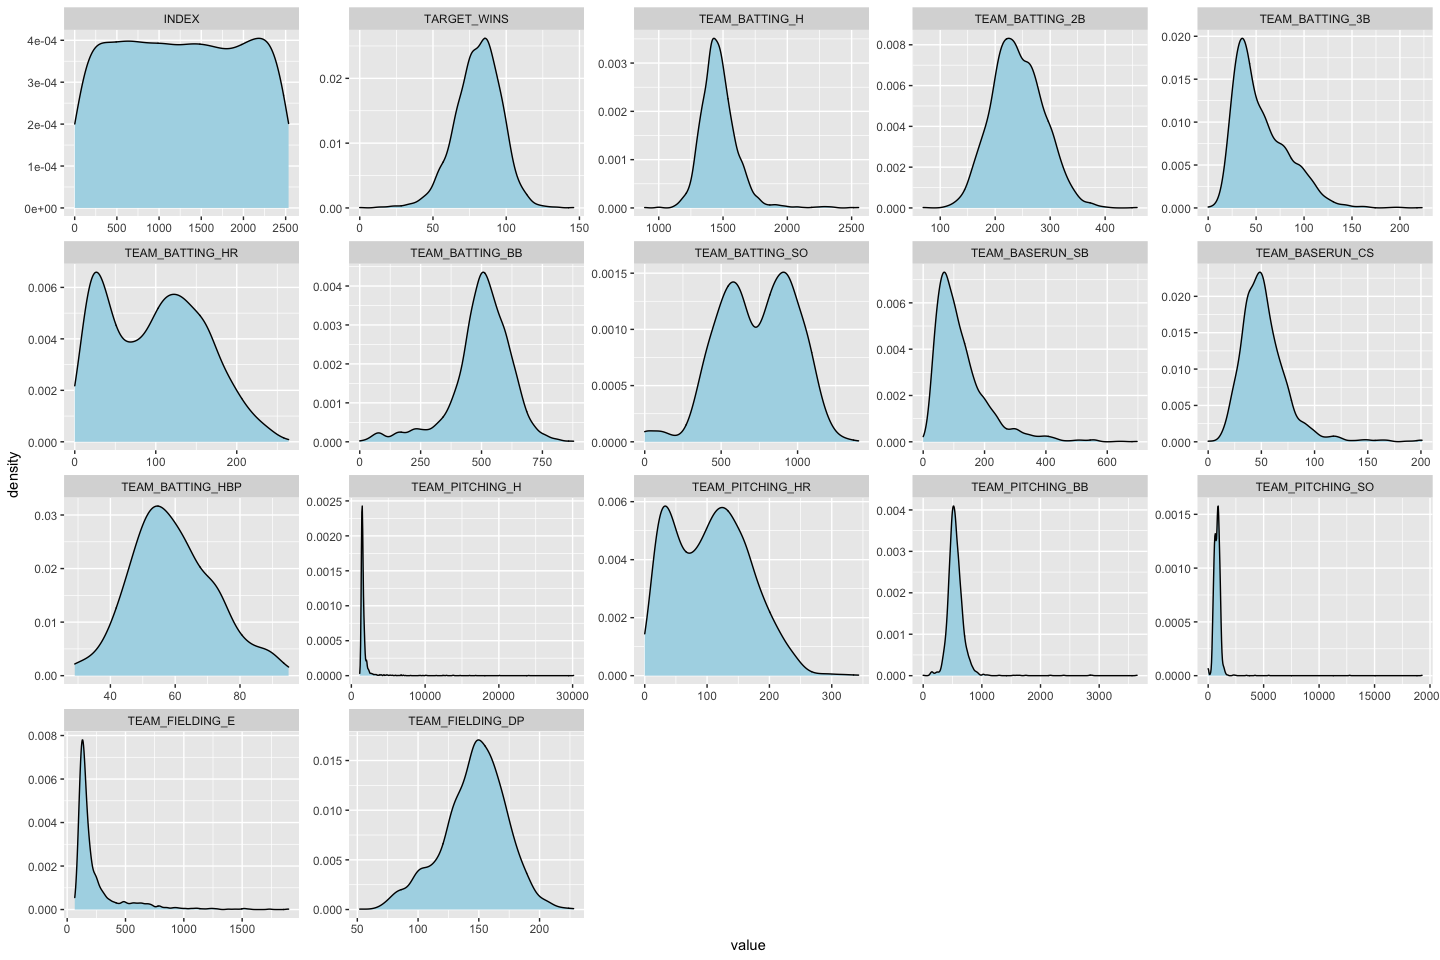 INDEX TARGET_WINS TEAM_BATTING_H TEAM_BATTING_2B TEAM_BATTING_3B
4e-04 0.020
0.003 0.008
3e-04 0.02 0.015
0.006
2e-04 0.002 0.010
0.01 0.004
1e-04 0.001 0.005
0.002
0e+00 0.00 0.000 0.000 0.000
0 500 1000 1500 2000 2500 0 50 100 150 1000 1500 2000 2500 100 200 300 400 0 50 100 150 200
TEAM_BATTING_HR TEAM_BATTING_BB TEAM_BATTING_SO TEAM_BASERUN_SB TEAM_BASERUN_CS
0.004 0.0015
0.006 0.006 0.020
0.003 0.0010 0.015
0.004 0.004
0.002 0.010
0.002 0.0005 0.002
0.001 0.005
0.000 0.000 0.0000 0.000 0.000
0 100 200 0 250 500 750 0 500 1000 0 200 400 600 0 50 100 150 200
density
TEAM_BATTING_HBP TEAM_PITCHING_H TEAM_PITCHING_HR TEAM_PITCHING_BB TEAM_PITCHING_SO
0.0025 0.006
0.03 0.004 0.0015
0.0020
0.004 0.003
0.02 0.0015 0.0010
0.0010 0.002
0.01 0.002 0.0005
0.0005 0.001
0.00 0.0000 0.000 0.000 0.0000
40 60 80 0 10000 20000 30000 0 100 200 300 0 1000 2000 3000 0 5000 10000 15000 20000
TEAM_FIELDING_E TEAM_FIELDING_DP
0.008
0.015
0.006
0.010
0.004
0.002 0.005
0.000 0.000
0 500 1000 1500 50 100 150 200
value